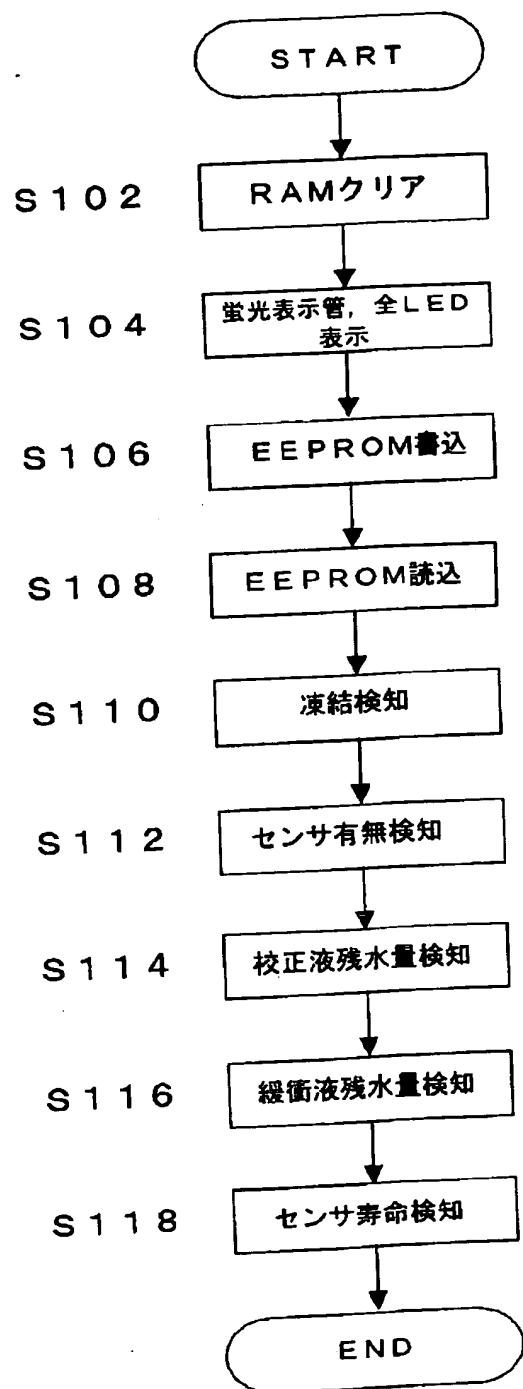 START
S102
RAMクリア
S104
蛍光表示管，全LED
表示
S106
EEPROM書込
S108
EEPROM読込
S110
凍結検知
S112
センサ有無検知
S114
校正液残水量検知
S116
緩衝液残水量検知
S118
センサ寿命検知
END